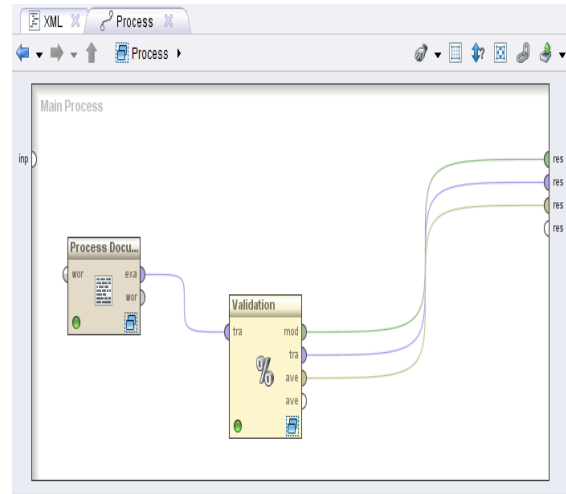 XML Process
Process
Main Process
inp
res
res
res
res
Process Docu...
wor exa
wor
Validation
tra mod
tra
ave
ave
%